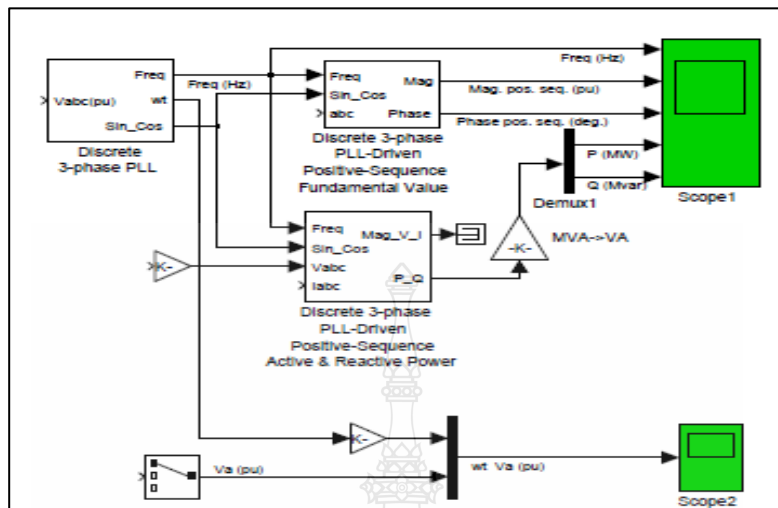 Freq
Vabc(pu)
wt
Sin_Cos
Discrete
3-phase PLL
Freq (Hz)
Freq
Sin_Cos
abc
Mag
Phase
Discrete 3-phase
PLL-Driven
Positive-Sequence
Fundamental Value
Freq (Hz)
Mag. pos. seq. (pu)
Phase pos. seq. (deg.)
P (MW)
Q (Mvar)
Demux1
Scope1
Freq
Sin_Cos
Vabc
Iabc
Mag_V_I
P_Q
K-
-K-
MVA->VA
Discrete 3-phase
PLL-Driven
Positive-Sequence
Active & Reactive Power
K-
Va (pu)
wt Va (pu)
Scope2